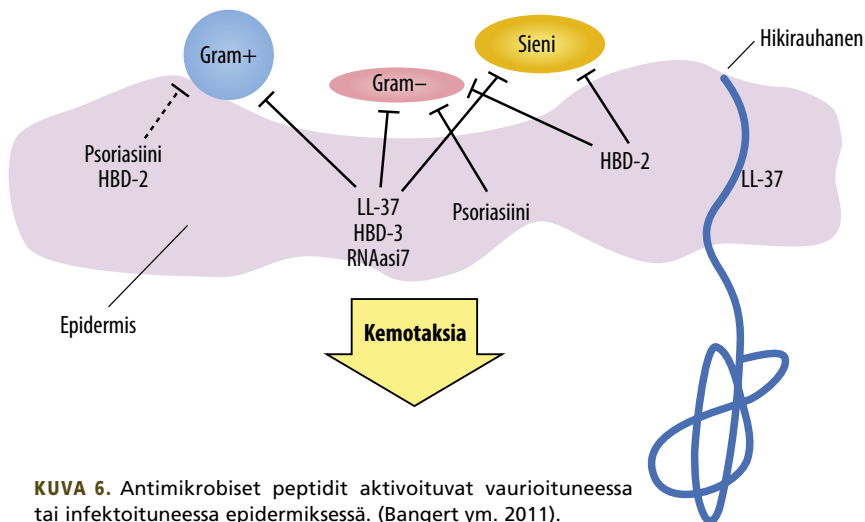 Gram+
Gram–
Sieni
Hikirauhanen
Psoriasiini
HBD-2
LL-37
HBD-3
RNAasi7
Psoriasiini
HBD-2
LL-37
Epidermis
Kemotaksia
KUVA 6. Antimikrobiset peptidit aktivoituvat vaurioituneessa
tai infektoituneessa epidermiksessä. (Bangert ym. 2011).